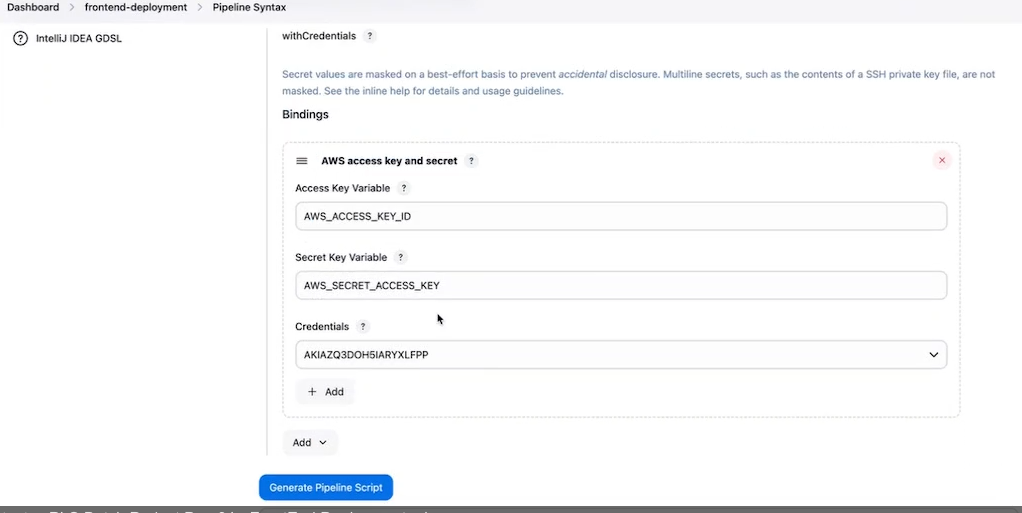 Dashboard > frontend-deployment > Pipeline Syntax
? IntelliJ IDEA GDSL
withCredentials ?
Secret values are masked on a best-effort basis to prevent accidental disclosure. Multiline secrets, such as the contents of a SSH private key file, are not
masked. See the inline help for details and usage guidelines.
Bindings
AWS access key and secret ?
Access Key Variable ?
AWS_ACCESS_KEY_ID
Secret Key Variable ?
AWS_SECRET_ACCESS_KEY
Credentials ?
AKIAZQ3DOH5IARYXLFPP
+ Add
Add
Generate Pipeline Script